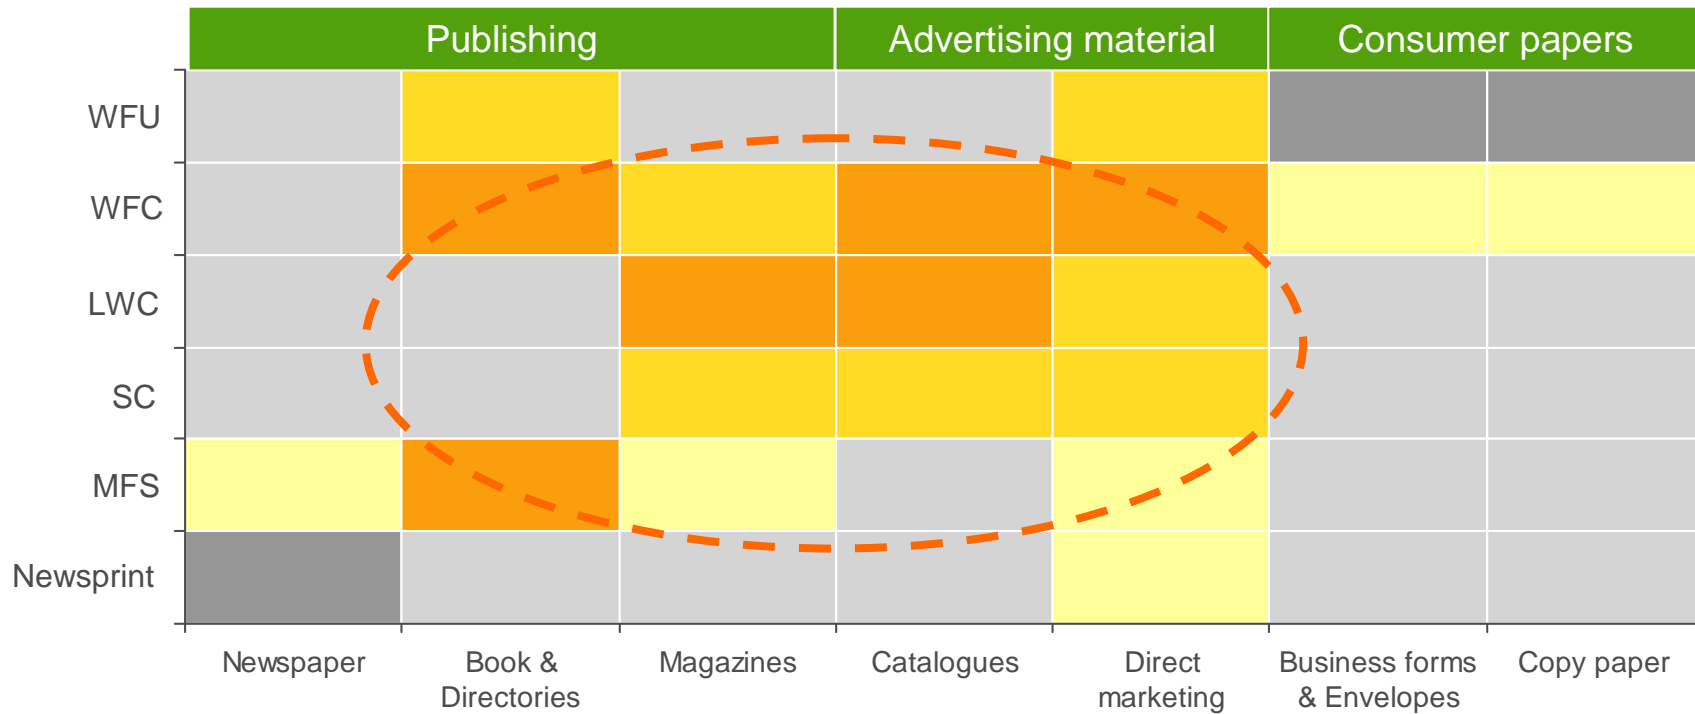 Publishing
Advertising material
Consumer papers
WFU
WFC
LWC
SC
MFS
Newsprint
Newspaper
Book &
Directories
Magazines
Catalogues
Direct
marketing
Business forms
& Envelopes
Copy paper